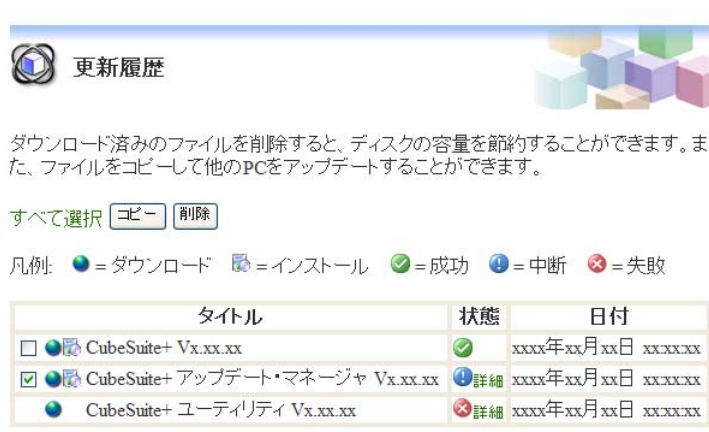 更新履歴
ダウンロード済みのファイルを削除すると、ディスクの容量を節約することができます。ま
た、ファイルをコピーして他のPCをアップデートすることができます。
すべて選択 コピー 削除
凡例: = ダウンロード = インストール = 成功 = 中断 = 失敗
タイトル 状態 日付
CubeSuite+ Vx.xx.xx xxxx年xx月xx日 xx:xx:xx
CubeSuite+ アップデート・マネージャ Vx.xx.xx 詳細 xxxx年xx月xx日 xx:xx:xx
CubeSuite+ ユーティリティ Vx.xx.xx 詳細 xxxx年xx月xx日 xx:xx:xx